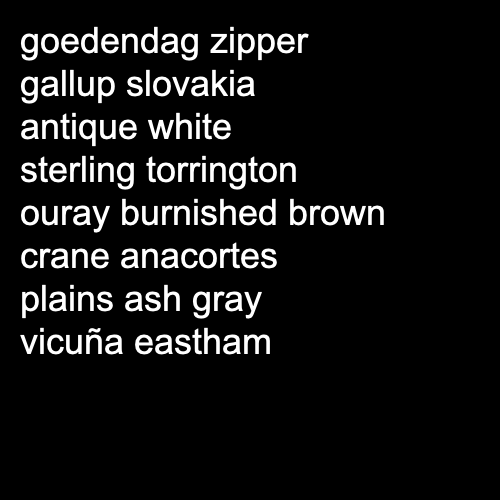 goedendag zipper
gallup slovakia
antique white
sterling torrington
ouray burnished brown
crane anacortes
plains ash gray
vicuña eastham